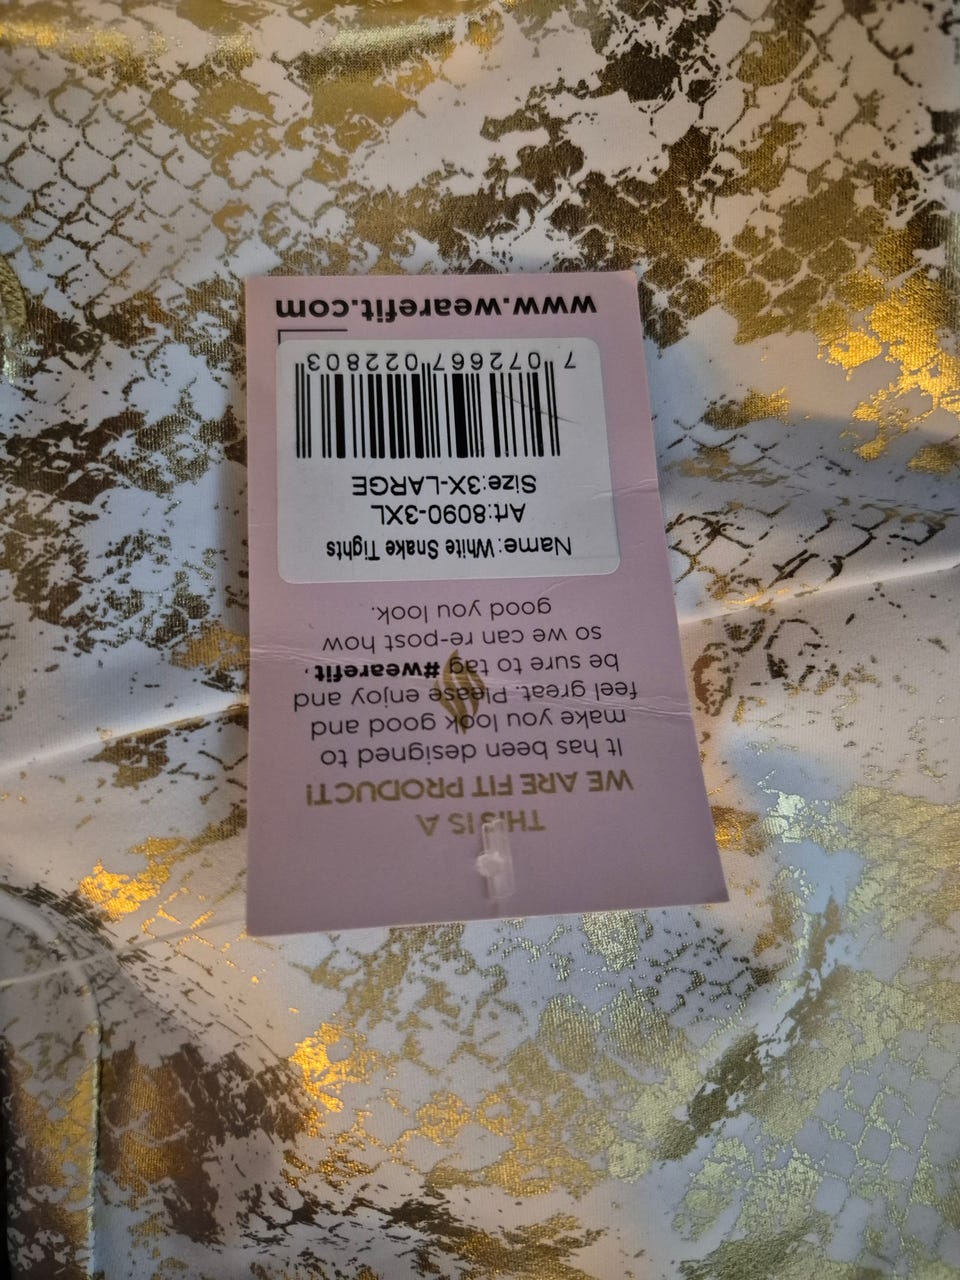 THIS IS A
WE ARE FIT PRODUCT!
It has been designed to
make you look good and
feel great. Please enjoy and
be sure to tag #wearefit,
so we can re-post how
good you look.
Name:White Snake Tights
Art:8090-3XL
Size:3X-LARGE
7 072667 022803
www.wearefit.com